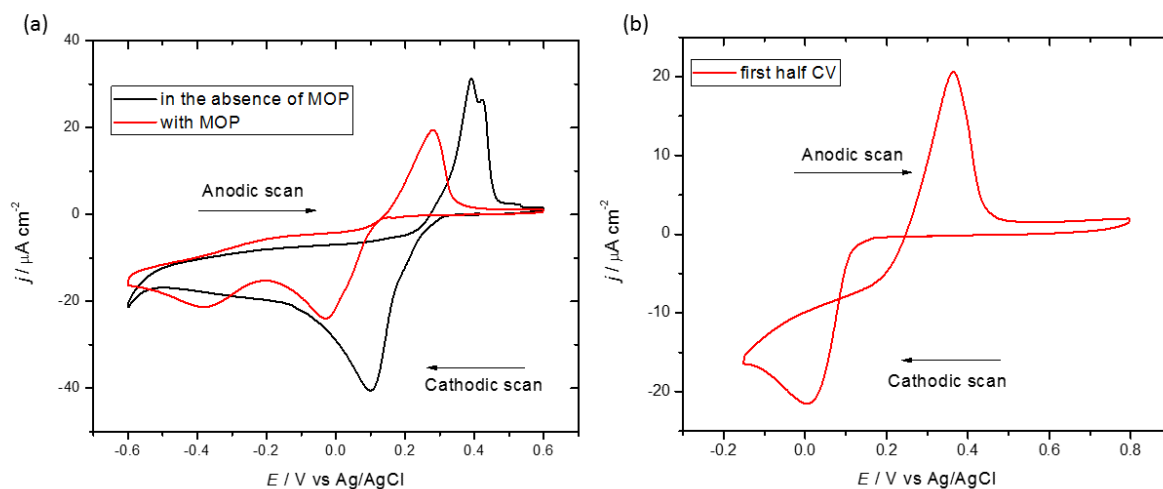 (a)
40
20
0
-20
-40
j / µA cm-2
in the absence of MOP
with MOP
Anodic scan
Cathodic scan
-0.6 -0.4 -0.2 0.0 0.2 0.4 0.6
E / V vs Ag/AgCl
(b)
20
10
0
-10
-20
j / µA cm-2
first half CV
Anodic scan
Cathodic scan
-0.2 0.0 0.2 0.4 0.6 0.8
E / V vs Ag/AgCl